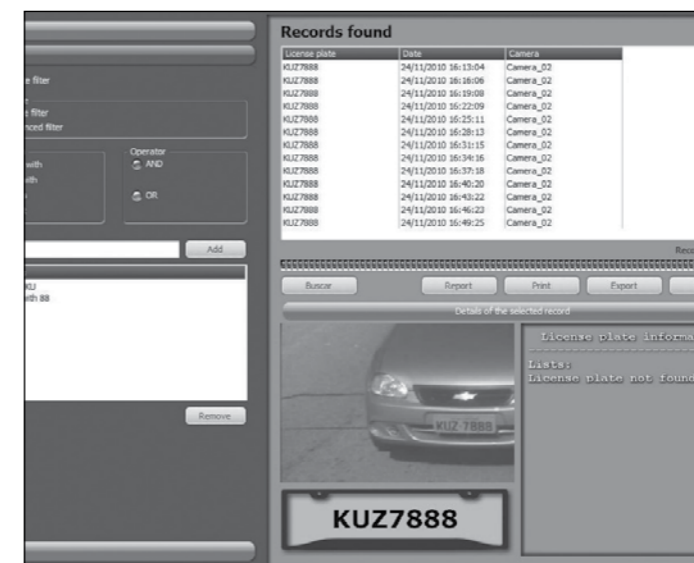 Records found
License plate Date Camera
KUZ7888 24/11/2010 16:13:04 Camera_02
KUZ7888 24/11/2010 16:16:06 Camera_02
KUZ7888 24/11/2010 16:19:08 Camera_02
KUZ7888 24/11/2010 16:22:09 Camera_02
KUZ7888 24/11/2010 16:25:11 Camera_02
KUZ7888 24/11/2010 16:28:13 Camera_02
KUZ7888 24/11/2010 16:31:15 Camera_02
KUZ7888 24/11/2010 16:34:16 Camera_02
KUZ7888 24/11/2010 16:37:18 Camera_02
KUZ7888 24/11/2010 16:40:20 Camera_02
KUZ7888 24/11/2010 16:43:22 Camera_02
KUZ7888 24/11/2010 16:46:23 Camera_02
KUZ7888 24/11/2010 16:49:25 Camera_02
e filter
e filter
nced filter
Operator
with AND
ith
OR
Add
KU
ith 88
Remove
Reco
Buscar Report Print Export
Details of the selected record
License plate informa
Lists:
License plate not found
KUZ 7888
KUZ7888